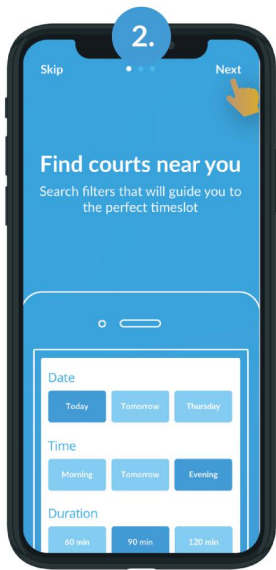 2.
Skip Next
Find courts near you
Search filters that will guide you to
the perfect timeslot
Date
Today Tomorrow Thursday
Time
Morning Tomorrow Evening
Duration
60 min 90 min 120 min